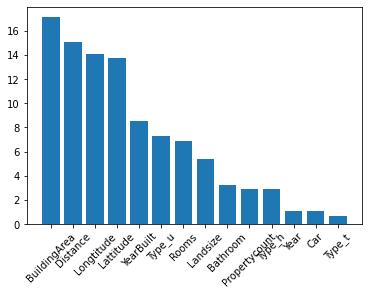 16
14
12
10
8
6
4
2
0
BuildingArea
Distance
Longtitude
Lattitude
YearBuilt
Type_u
Rooms
Landsize
Bathroom
Propertycount
Type_h
Year
Car
Type_t